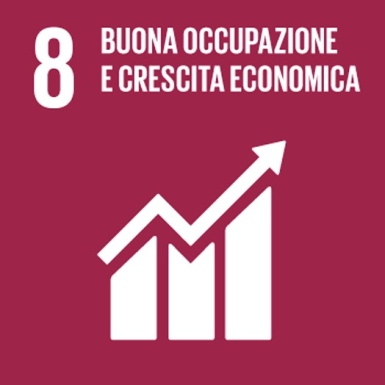 8 BUONA OCCUPAZIONE
E CRESCITA ECONOMICA